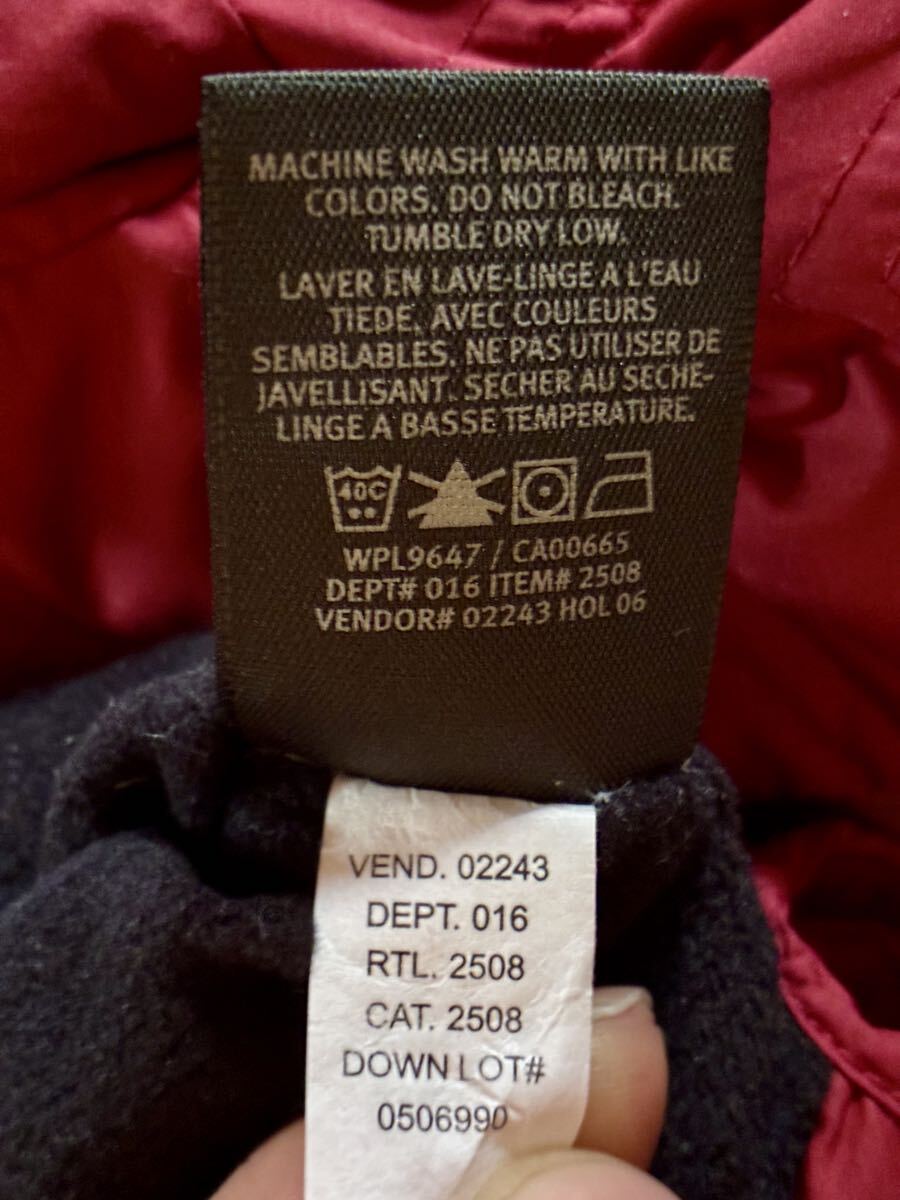 MACHINE WASH WARM WITH LIKE
COLORS. DO NOT BLEACH.
TUMBLE DRY LOW.
LAVER EN LAVE-LINGE A L'EAU
TIEDE, AVEC COULEURS
SEMBLABLES. NE PAS UTILISER DE
JAVELLISANT. SECHER AU SECHE-
LINGE A BASSE TEMPERATURE.
40C
WPL9647 / CA00665
DEPT# 016 ITEM# 2508
VENDOR# 02243 HOL 06
VEND. 02243
DEPT. 016
RTL. 2508
CAT. 2508
DOWN LOT#
0506990